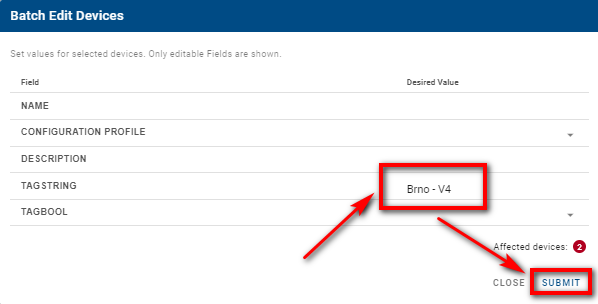 Batch Edit Devices
Set values for selected devices. Only editable Fields are shown.
Field Desired Value
NAME
CONFIGURATION PROFILE
DESCRIPTION
TAGSTRING Brno - V4
TAGBOOL
Affected devices: 2
CLOSE SUBMIT